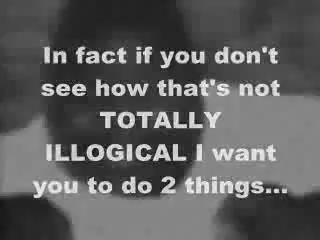 In fact if you don't
see how that's not
TOTALLY
ILLOGICAL I want
you to do 2 things...